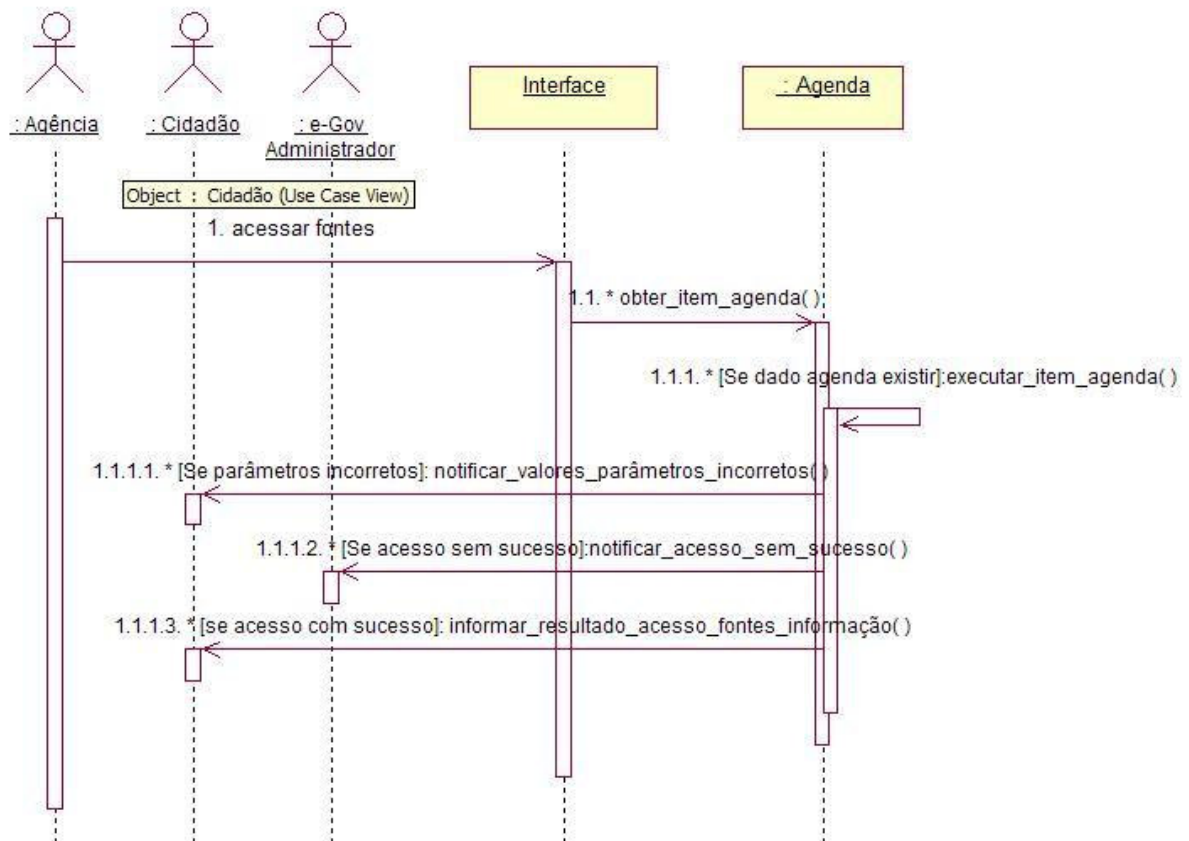 Interface
: Agenda
: Agência
: Cidadão
: e-Gov
Administrador
Object : Cidadão (Use Case View)
1. acessar fontes
1.1. * obter_item_agenda( )
1.1.1. * [Se dado agenda existir]:executar_item_agenda( )
1.1.1.1. * [Se parâmetros incorretos]: notificar_valores_parâmetros_incorretos( )
1.1.1.2. * [Se acesso sem sucesso]:notificar_acesso_sem_sucesso( )
1.1.1.3. * [se acesso com sucesso]: informar_resultado_acesso_fontes_informação( )